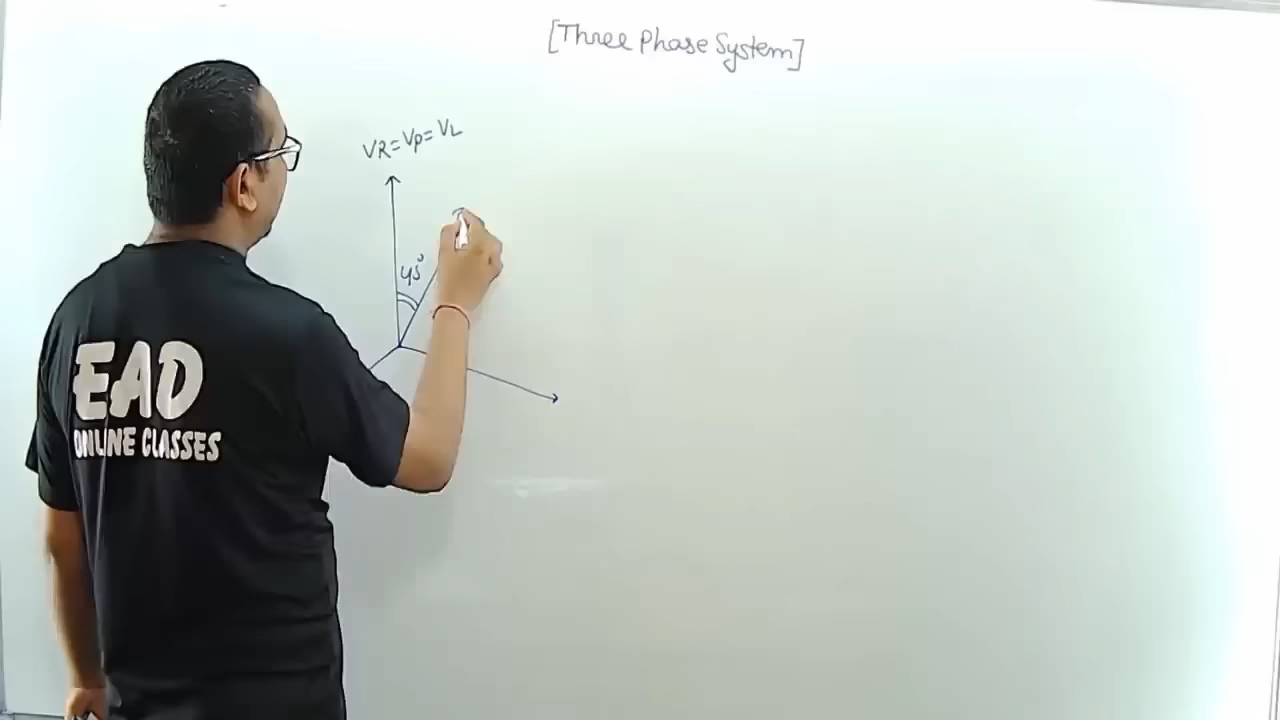 [Three Phase System]
VR=VP=VL
45°
EAD
ONLINE CLASSES